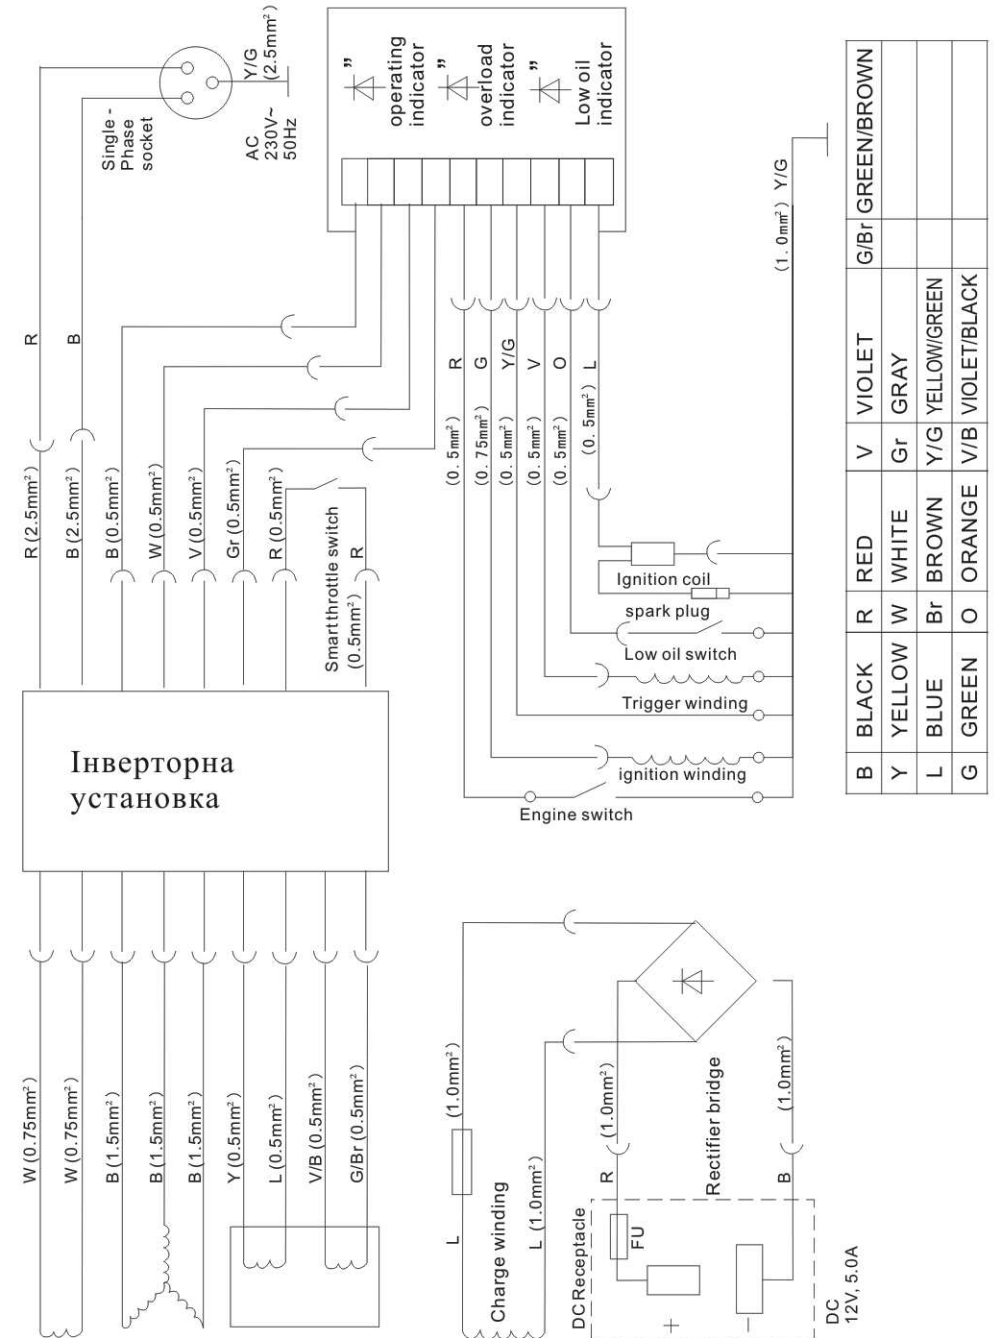 Y/G
(2.5mm²)
Single -
Phase
socket
AC
230V~
50Hz
operating
indicator
overload
indicator
Low oil
indicator
R
B
R (2.5mm²)
B (2.5mm²)
B (0.5mm²)
W (0.5mm²)
V (0.5mm²)
Gr (0.5mm²)
R (0.5mm²)
Smart throttle switch
R
(0.5mm²)
R
(0. 5mm²)
G
(0. 75mm²)
Y/G
(0. 5mm²)
V
(0. 5mm²)
O
(0. 5mm²)
L
(0. 5mm²)
(1. 0mm²) Y/G
Ignition coil
spark plug
Low oil switch
Trigger winding
ignition winding
Engine switch
Інверторна
установка
W (0.75mm²)
W (0.75mm²)
B (1.5mm²)
B (1.5mm²)
B (1.5mm²)
Y (0.5mm²)
L (0.5mm²)
V/B (0.5mm²)
G/Br (0.5mm²)
L
(1.0mm²)
Charge winding
L (1.0mm²)
R
(1.0mm²)
Rectifier bridge
B
(1.0mm²)
DC Receptacle
FU
+
−
DC
12V, 5.0A
B BLACK R RED V VIOLET G/Br GREEN/BROWN
Y YELLOW W WHITE Gr GRAY
L BLUE Br BROWN Y/G YELLOW/GREEN
G GREEN O ORANGE V/B VIOLET/BLACK